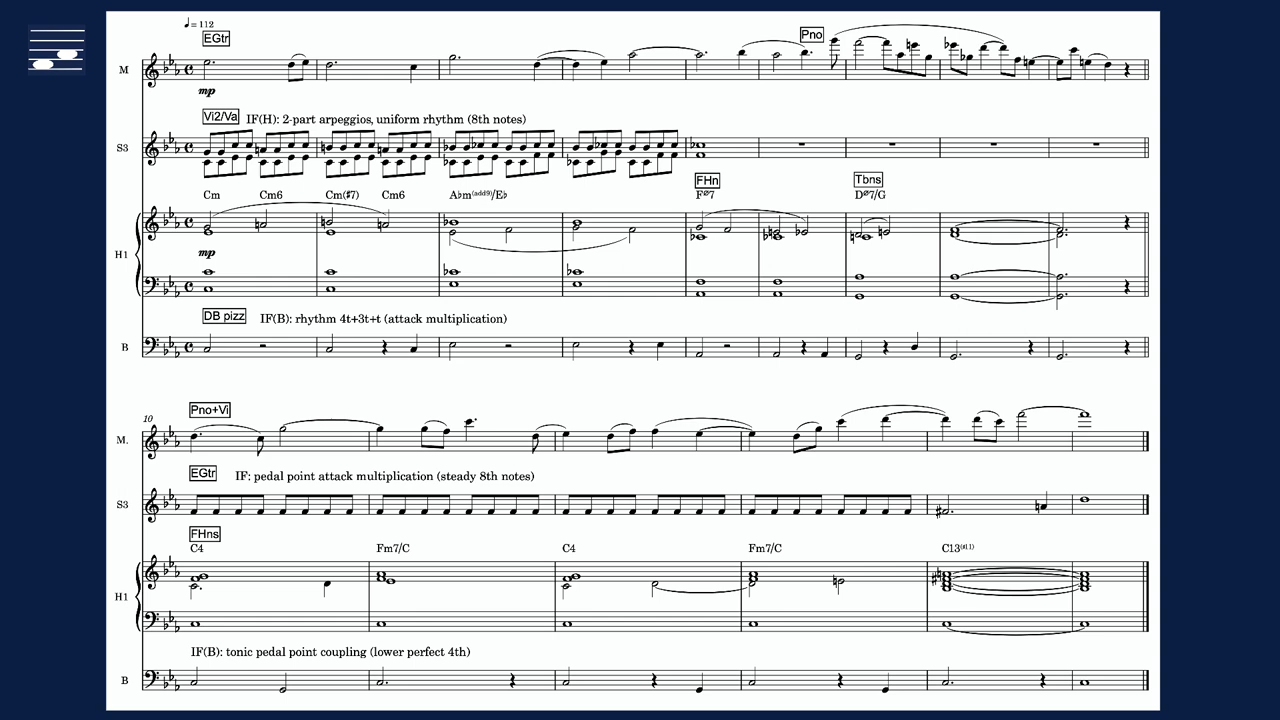 ♩= 112
EGtr
Pno
M
mp
Vi2/Va IF(H): 2-part arpeggios, uniform rhythm (8th notes)
S3
FHn Tbns
Cm Cm6 Cm(♯7) Cm6 A♭m(add9)/E♭ Fø7 Dø7/G
mp
H1
DB pizz IF(B): rhythm 4t+3t+t (attack multiplication)
B
10 Pno+Vi
M.
EGtr IF: pedal point attack multiplication (steady 8th notes)
S3
FHns
C4 Fm7/C C4 Fm7/C C13(♯11)
H1
IF(B): tonic pedal point coupling (lower perfect 4th)
B